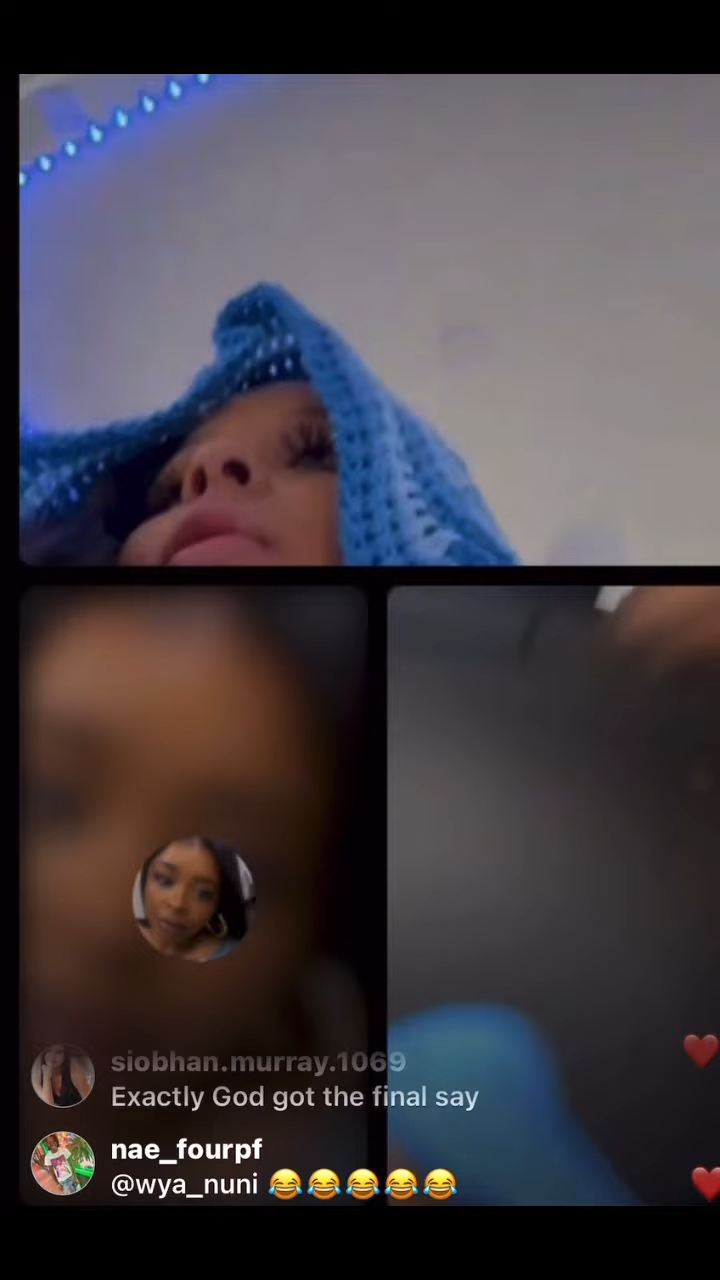 siobhan.murray.1069
Exactly God got the final say
nae_fourpf
@wya_nuni 😂😂😂😂😂